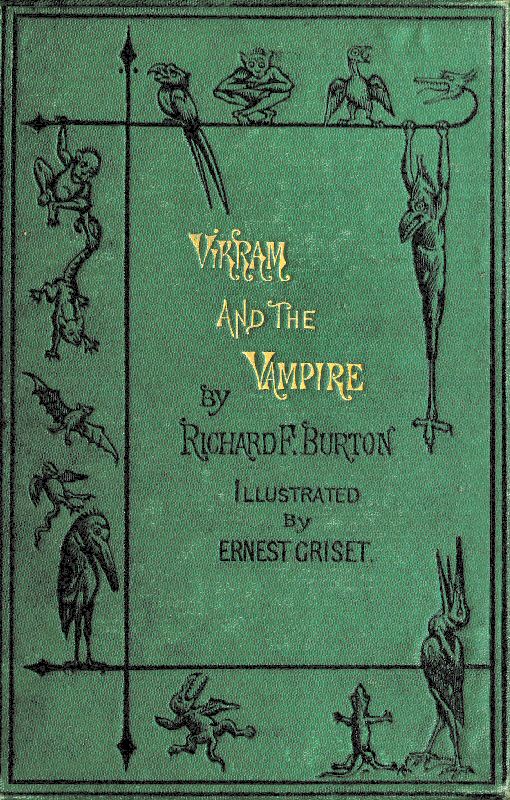 VIKRAM
AND THE
VAMPIRE
By
RICHARD F. BURTON
ILLUSTRATED
By
ERNEST GRISET.